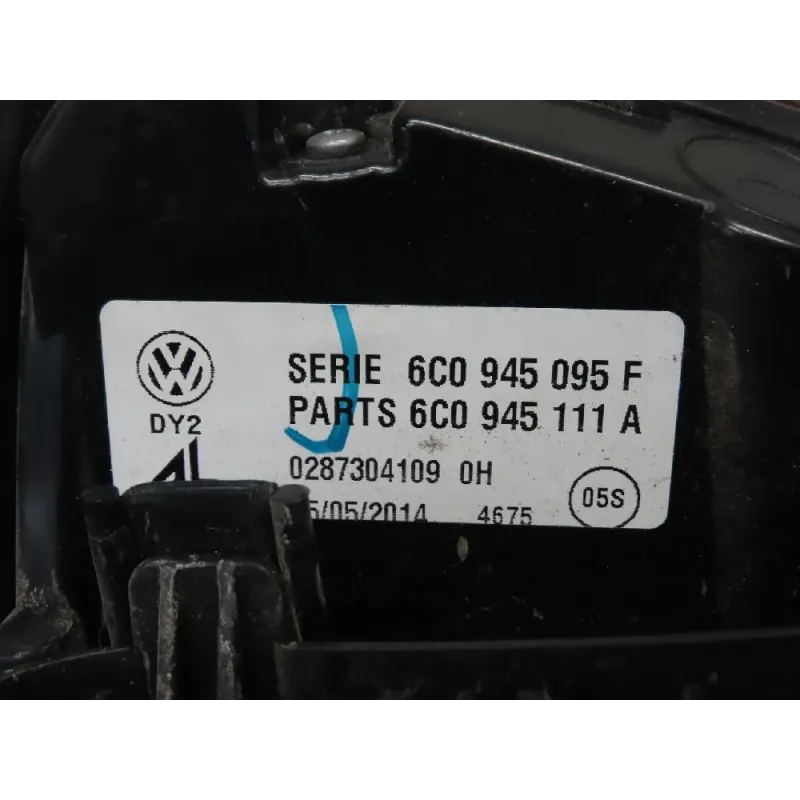 SERIE 6C0 945 095 F
PARTS 6C0 945 111 A
DY2
0287304109 0H
5/05/2014 4675
05S